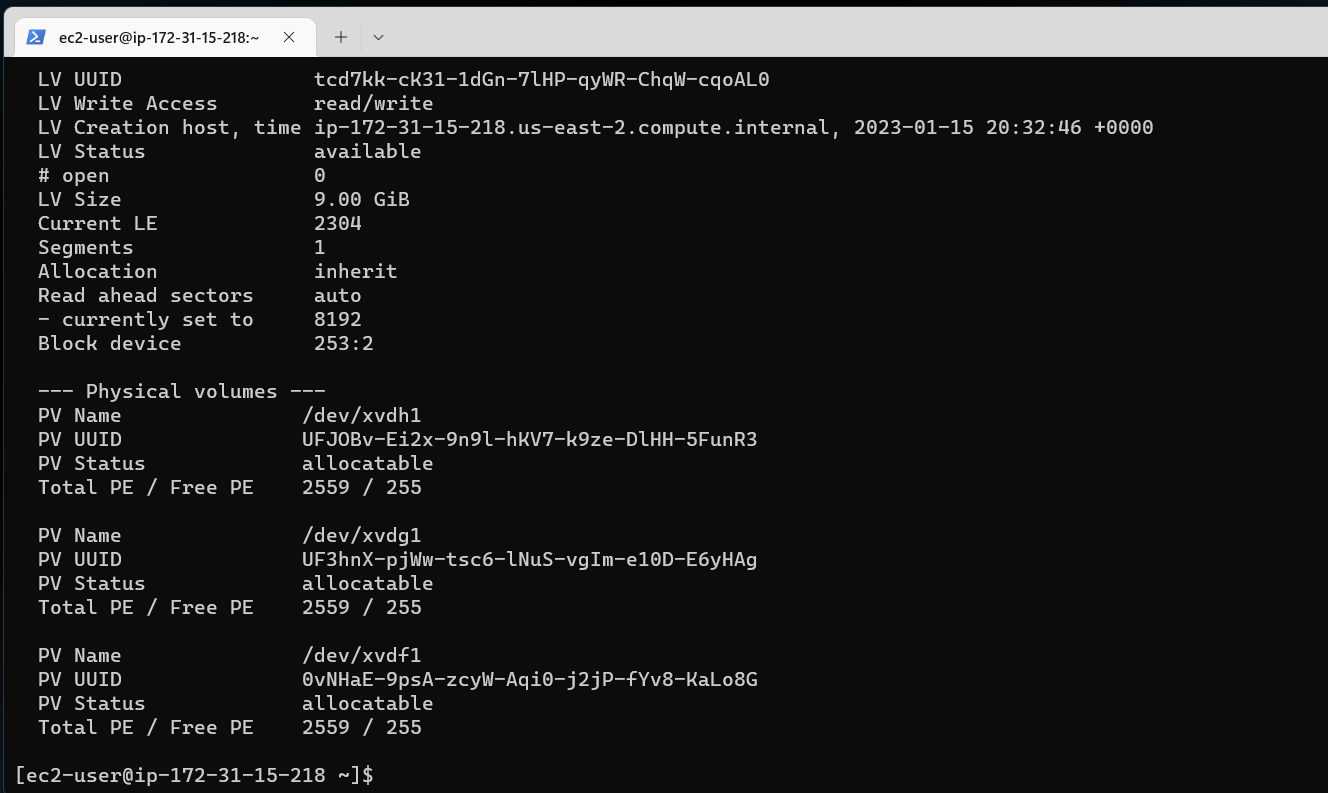 ec2-user@ip-172-31-15-218:~
LV UUID tcd7kk-cK31-1dGn-7lHP-qyWR-ChqW-cqoAL0
LV Write Access read/write
LV Creation host, time ip-172-31-15-218.us-east-2.compute.internal, 2023-01-15 20:32:46 +0000
LV Status available
# open 0
LV Size 9.00 GiB
Current LE 2304
Segments 1
Allocation inherit
Read ahead sectors auto
- currently set to 8192
Block device 253:2
--- Physical volumes ---
PV Name /dev/xvdh1
PV UUID UFJOBv-Ei2x-9n9l-hKV7-k9ze-DlHH-5FunR3
PV Status allocatable
Total PE / Free PE 2559 / 255
PV Name /dev/xvdg1
PV UUID UF3hnX-pjWw-tsc6-lNuS-vgIm-e10D-E6yHAg
PV Status allocatable
Total PE / Free PE 2559 / 255
PV Name /dev/xvdf1
PV UUID 0vNHaE-9psA-zcyW-Aqi0-j2jP-fYv8-KaLo8G
PV Status allocatable
Total PE / Free PE 2559 / 255
[ec2-user@ip-172-31-15-218 ~]$